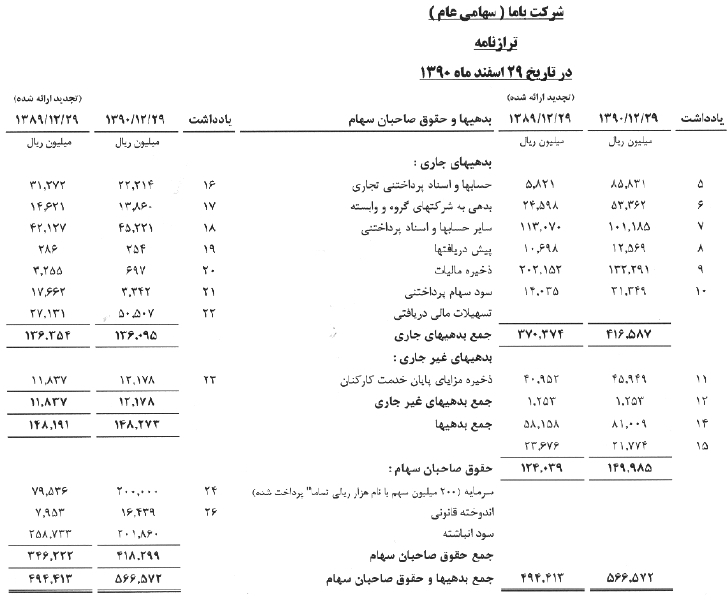 شرکت باما ( سهامی عام )
ترازنامه
در تاریخ ۲۹ اسفند ماه ۱۳۹۰
(تجدید ارائه شده) (تجدید ارائه شده)
یادداشت ۱۳۹۰/۱۲/۲۹ ۱۳۸۹/۱۲/۲۹ بدهیها و حقوق صاحبان سهام یادداشت ۱۳۹۰/۱۲/۲۹ ۱۳۸۹/۱۲/۲۹
میلیون ریال میلیون ریال میلیون ریال میلیون ریال
بدهیهای جاری :
۵ ۸۵,۸۳۱ ۵,۸۲۱ حسابها و اسناد پرداختنی تجاری ۱۶ ۲۲,۲۱۴ ۳۱,۲۷۲
۶ ۵۳,۳۶۲ ۲۴,۵۹۸ بدهی به شرکتهای گروه و وابسته ۱۷ ۱۳,۸۶۰ ۱۴,۶۲۱
۷ ۱۰۱,۱۸۵ ۱۱۳,۰۷۰ سایر حسابها و اسناد پرداختنی ۱۸ ۴۵,۲۲۱ ۴۲,۱۲۷
۸ ۱۲,۵۶۹ ۱۰,۶۹۸ پیش دریافتها ۱۹ ۲۵۴ ۲۸۶
۹ ۱۳۲,۲۹۱ ۲۰۲,۱۵۲ ذخیره مالیات ۲۰ ۶۹۷ ۳,۲۵۵
۱۰ ۳۱,۳۴۹ ۱۴,۰۳۵ سود سهام پرداختنی ۲۱ ۳,۳۴۲ ۱۷,۶۶۲
تسهیلات مالی دریافتی ۲۲ ۵۰,۵۰۷ ۲۷,۱۳۱
۴۱۶,۵۸۷ ۳۷۰,۳۷۴ جمع بدهیهای جاری ۱۳۶,۰۹۵ ۱۳۶,۳۵۴
بدهیهای غیر جاری :
۱۱ ۴۵,۹۴۹ ۴۰,۹۵۲ ذخیره مزایای پایان خدمت کارکنان ۲۳ ۱۲,۱۷۸ ۱۱,۸۳۷
۱۲ ۱,۲۵۳ ۱,۲۵۳ جمع بدهیهای غیر جاری ۱۲,۱۷۸ ۱۱,۸۳۷
۱۴ ۸۱,۰۰۹ ۵۸,۱۵۸ جمع بدهیها ۱۴۸,۲۷۳ ۱۴۸,۱۹۱
۱۵ ۲۱,۷۷۴ ۲۳,۶۷۶
۱۴۹,۹۸۵ ۱۲۴,۰۳۹ حقوق صاحبان سهام :
سرمایه (۲۰۰ میلیون سهم با نام هزار ریالی تماما" پرداخت شده) ۲۴ ۲۰۰,۰۰۰ ۷۹,۵۳۶
اندوخته قانونی ۲۶ ۱۶,۴۳۹ ۷,۹۵۳
سود انباشته ۲۰۱,۸۶۰ ۲۵۸,۷۳۳
جمع حقوق صاحبان سهام ۴۱۸,۲۹۹ ۳۴۶,۲۲۲
۵۶۶,۵۷۲ ۴۹۴,۴۱۳ جمع بدهیها و حقوق صاحبان سهام ۵۶۶,۵۷۲ ۴۹۴,۴۱۳